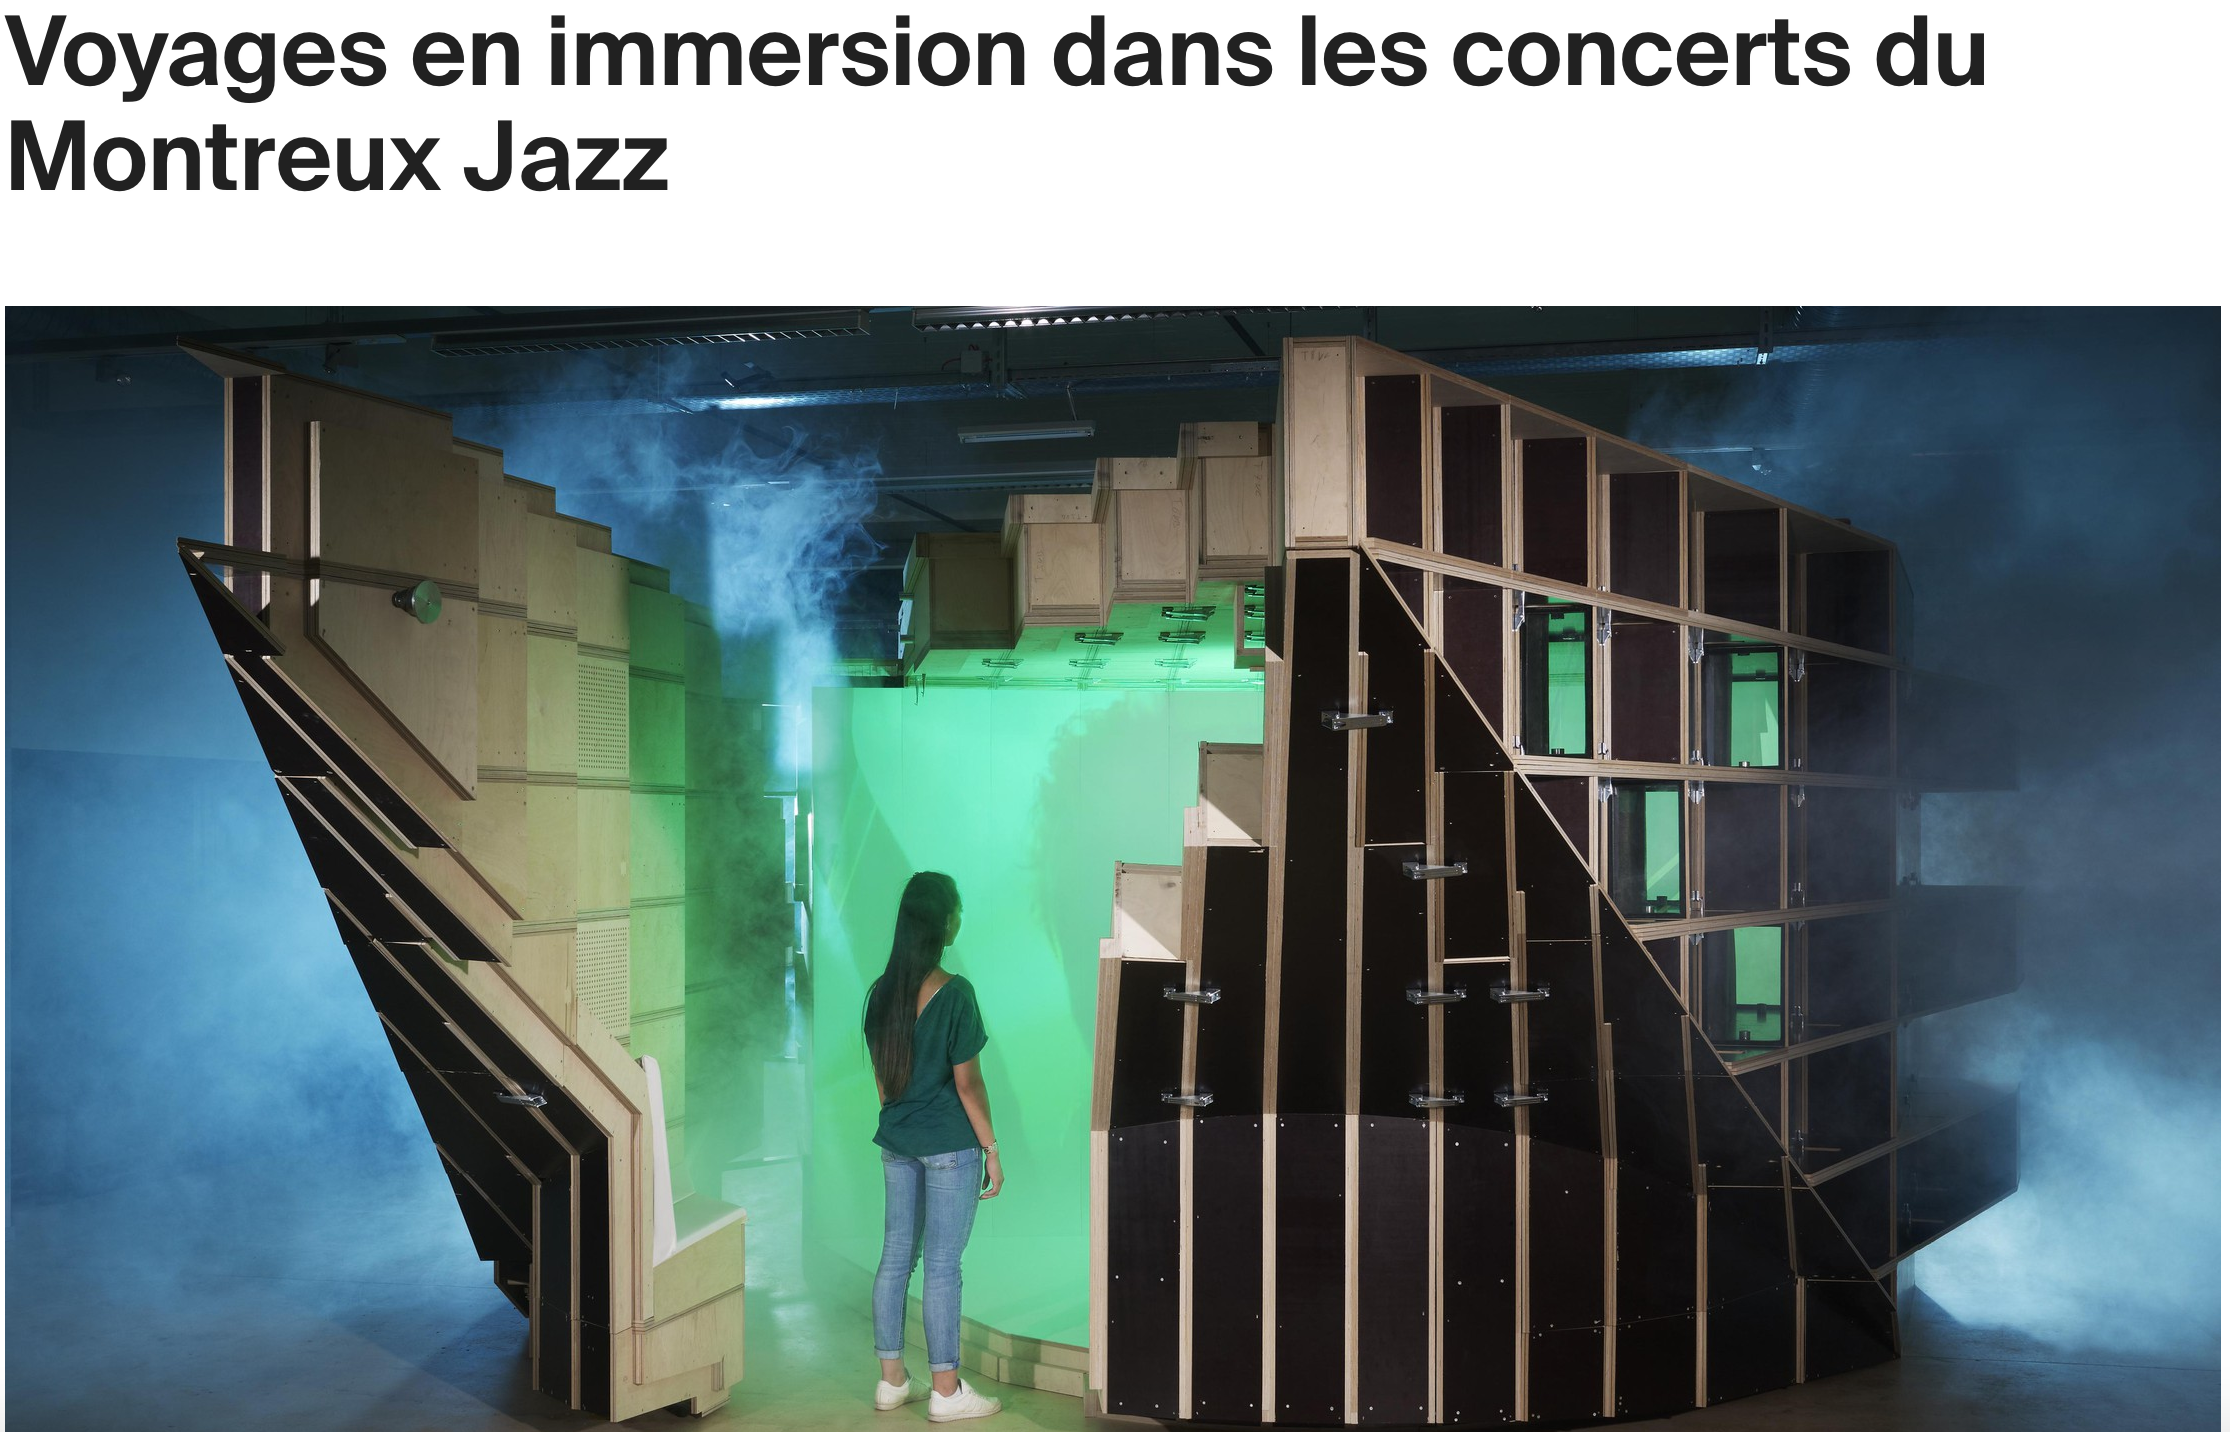 Voyages en immersion dans les concerts du
Montreux Jazz